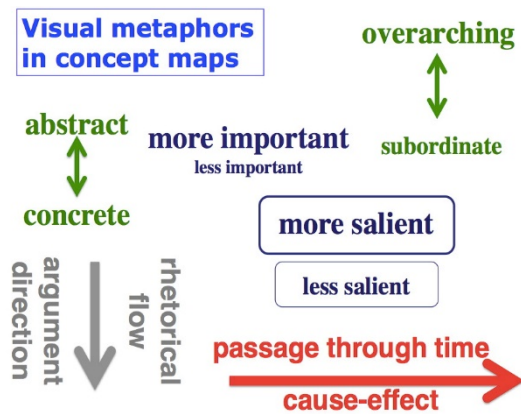 Visual metaphors
in concept maps
overarching
subordinate
abstract
concrete
more important
less important
more salient
less salient
argument
direction
rhetorical
flow
passage through time
cause-effect